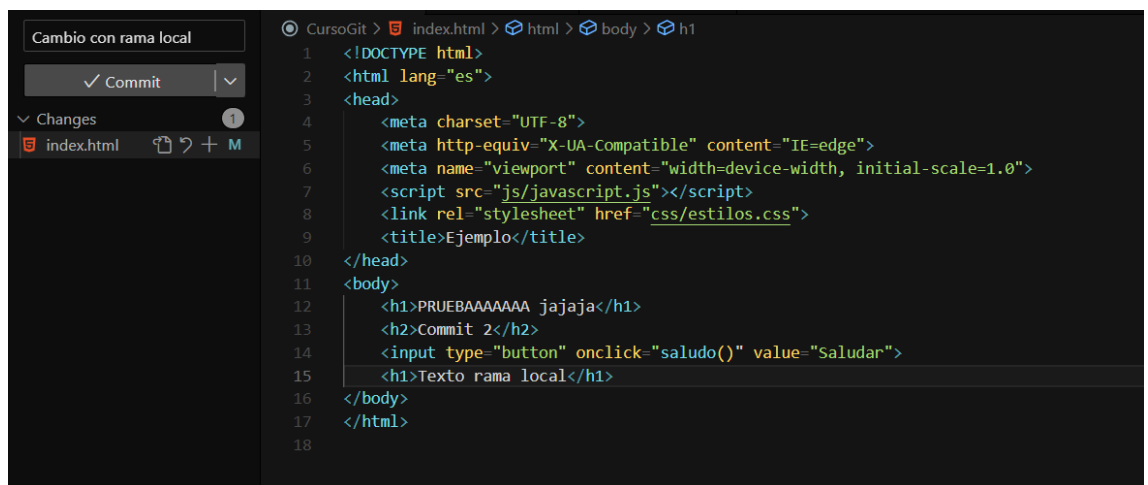 Cambio con rama local
Commit
Changes 1
index.html M
CursoGit > index.html > html > body > h1
1 <!DOCTYPE html>
2 <html lang="es">
3 <head>
4 <meta charset="UTF-8">
5 <meta http-equiv="X-UA-Compatible" content="IE=edge">
6 <meta name="viewport" content="width=device-width, initial-scale=1.0">
7 <script src="js/javascript.js"></script>
8 <link rel="stylesheet" href="css/estilos.css">
9 <title>Ejemplo</title>
10 </head>
11 <body>
12 <h1>PRUEBAAAAAAA jajaja</h1>
13 <h2>Commit 2</h2>
14 <input type="button" onclick="saludo()" value="Saludar">
15 <h1>Texto rama local</h1>
16 </body>
17 </html>
18